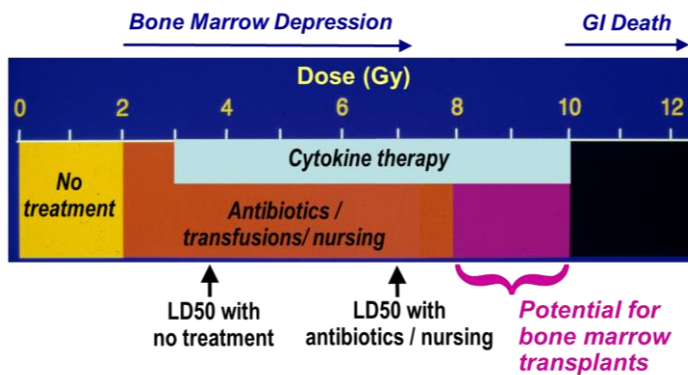 Bone Marrow Depression
GI Death
Dose (Gy)
0 2 4 6 8 10 12
Cytokine therapy
No
treatment
Antibiotics /
transfusions/ nursing
LD50 with
no treatment
LD50 with
antibiotics / nursing
Potential for
bone marrow
transplants